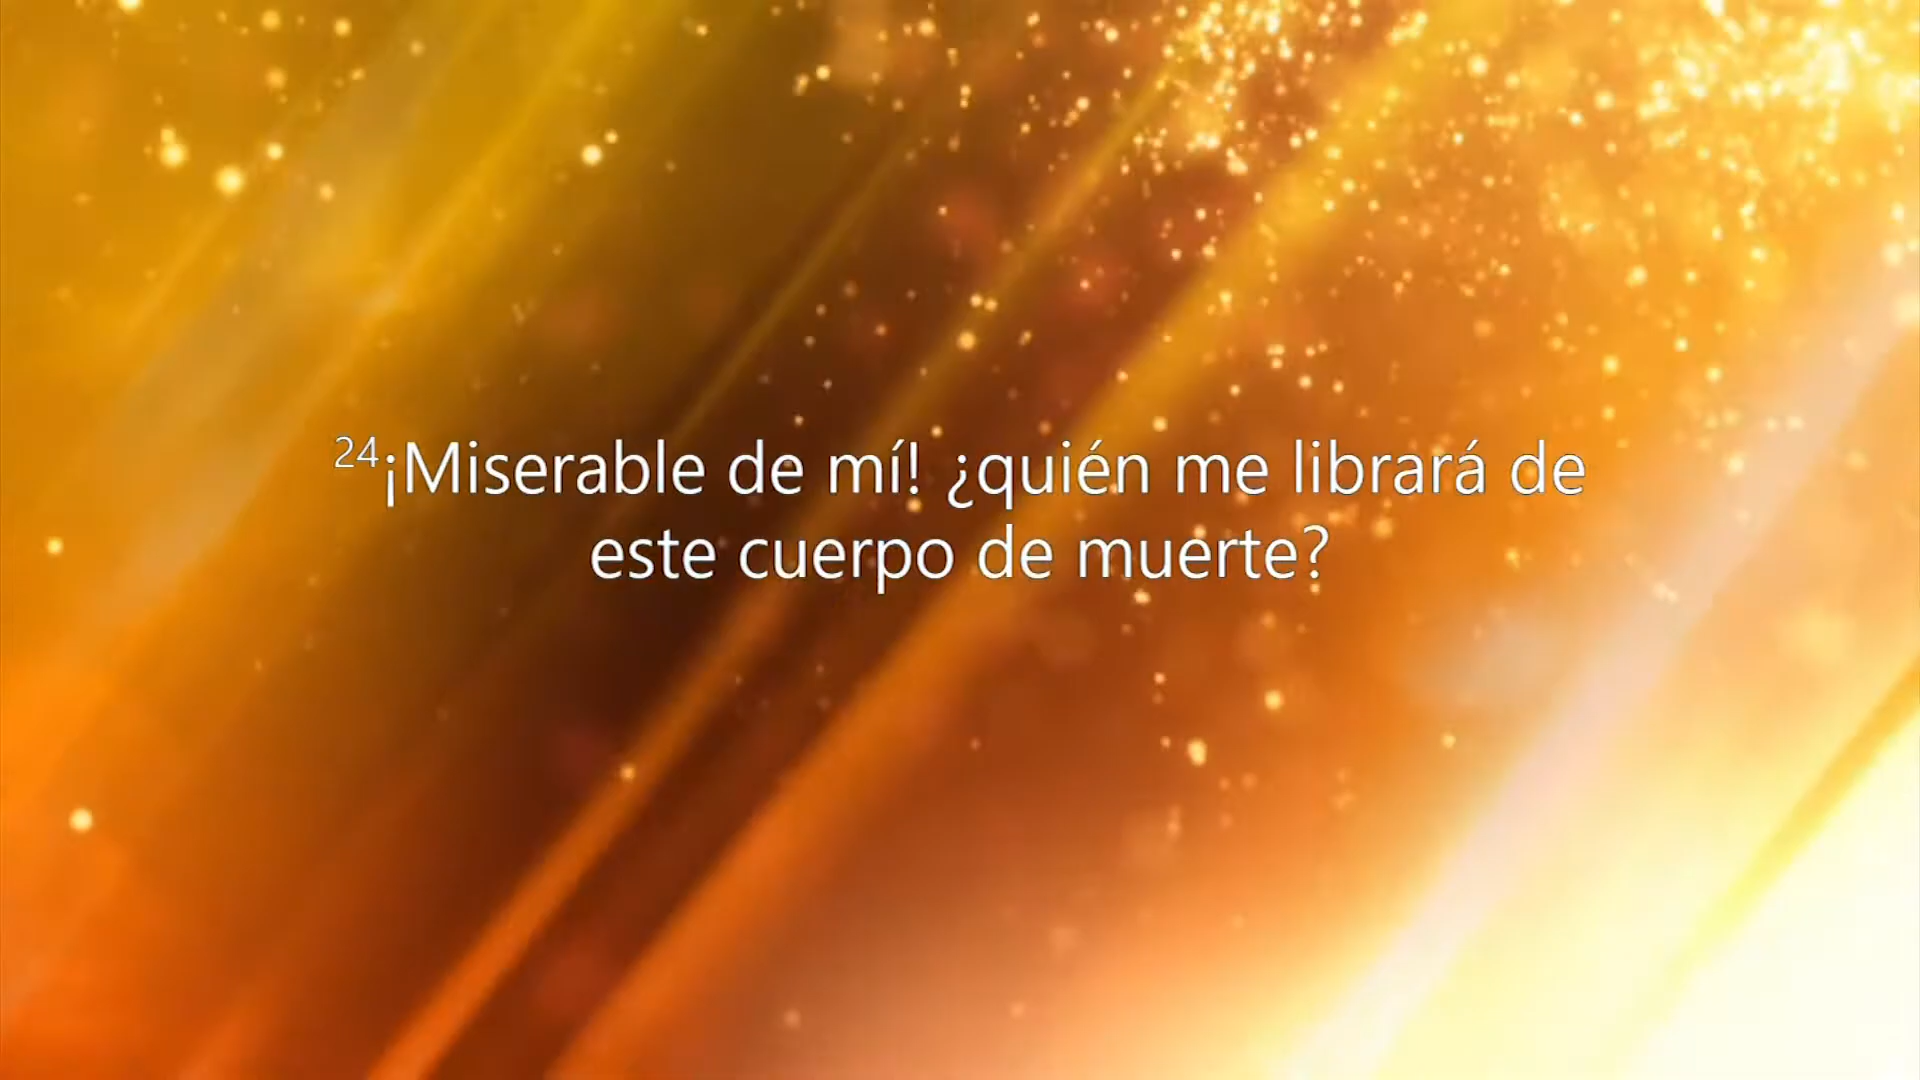 24¡Miserable de mí! ¿quién me librará de
este cuerpo de muerte?